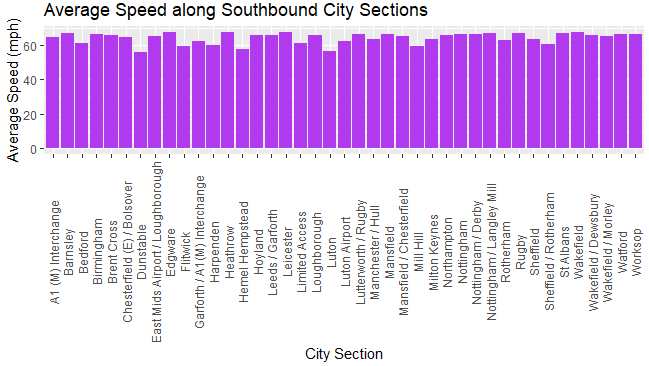 Average Speed along Southbound City Sections
Average Speed (mph)
60
40
20
0
A1 (M) Interchange
Barnsley
Bedford
Birmingham
Brent Cross
Chesterfield (E) / Bolsover
Dunstable
East Mids Airport / Loughborough
Edgware
Flitwick
Garforth / A1 (M) Interchange
Harpenden
Heathrow
Hemel Hempstead
Hoyland
Leeds / Garforth
Leicester
Limited Access
Loughborough
Luton
Luton Airport
Lutterworth / Rugby
Manchester / Hull
Mansfield
Mansfield / Chesterfield
Mill Hill
Milton Keynes
Northampton
Nottingham
Nottingham / Derby
Nottingham / Langley Mill
Rotherham
Rugby
Sheffield
Sheffield / Rotherham
St Albans
Wakefield
Wakefield / Dewsbury
Wakefield / Morley
Watford
Worksop
City Section